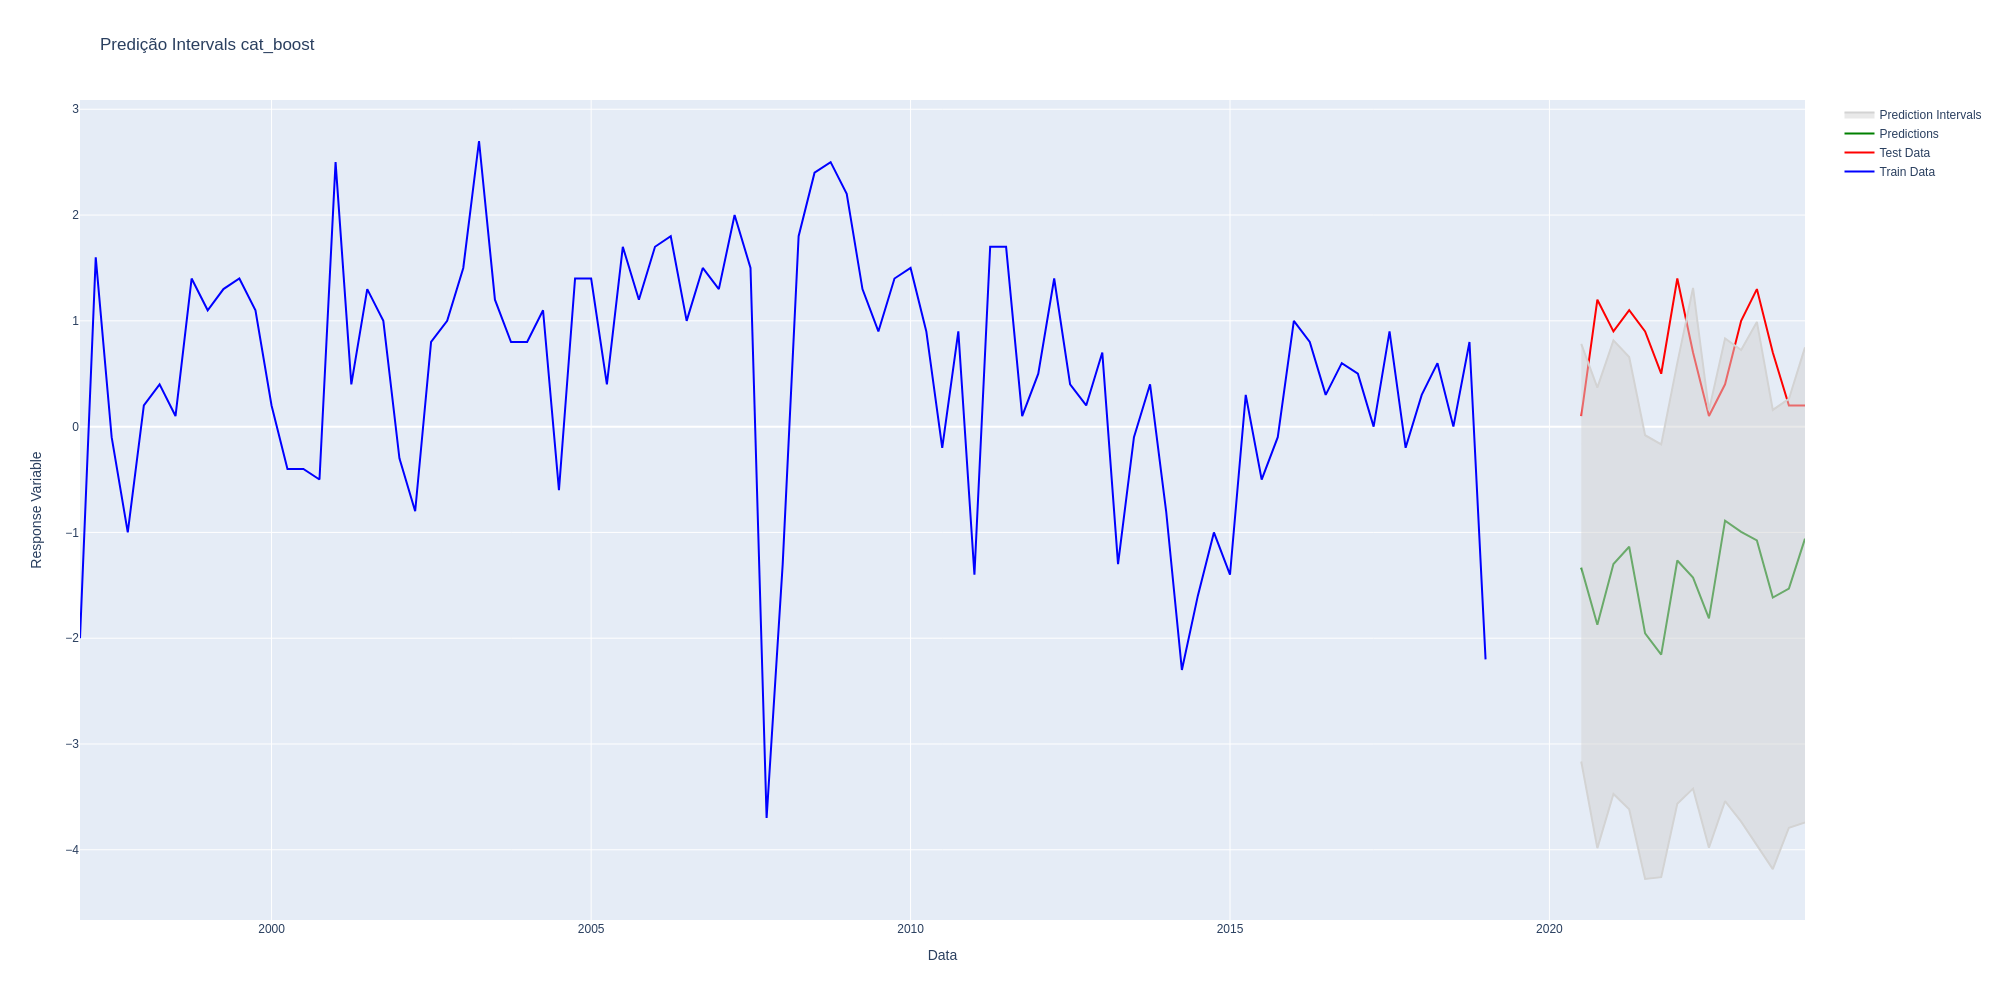 Predição Intervals cat_boost
3
2
1
0
−1
−2
−3
−4
Response Variable
2000
2005
2010
2015
2020
Data
Prediction Intervals
Predictions
Test Data
Train Data